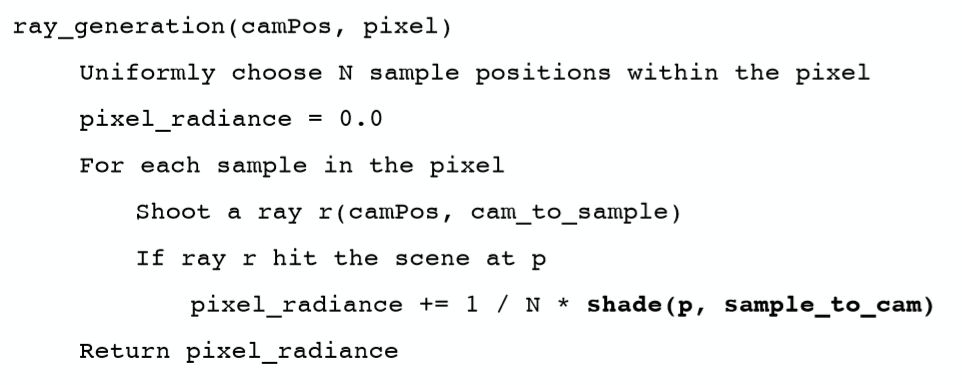 ray_generation(camPos, pixel)
Uniformly choose N sample positions within the pixel
pixel_radiance = 0.0
For each sample in the pixel
Shoot a ray r(camPos, cam_to_sample)
If ray r hit the scene at p
pixel_radiance += 1 / N * shade(p, sample_to_cam)
Return pixel_radiance